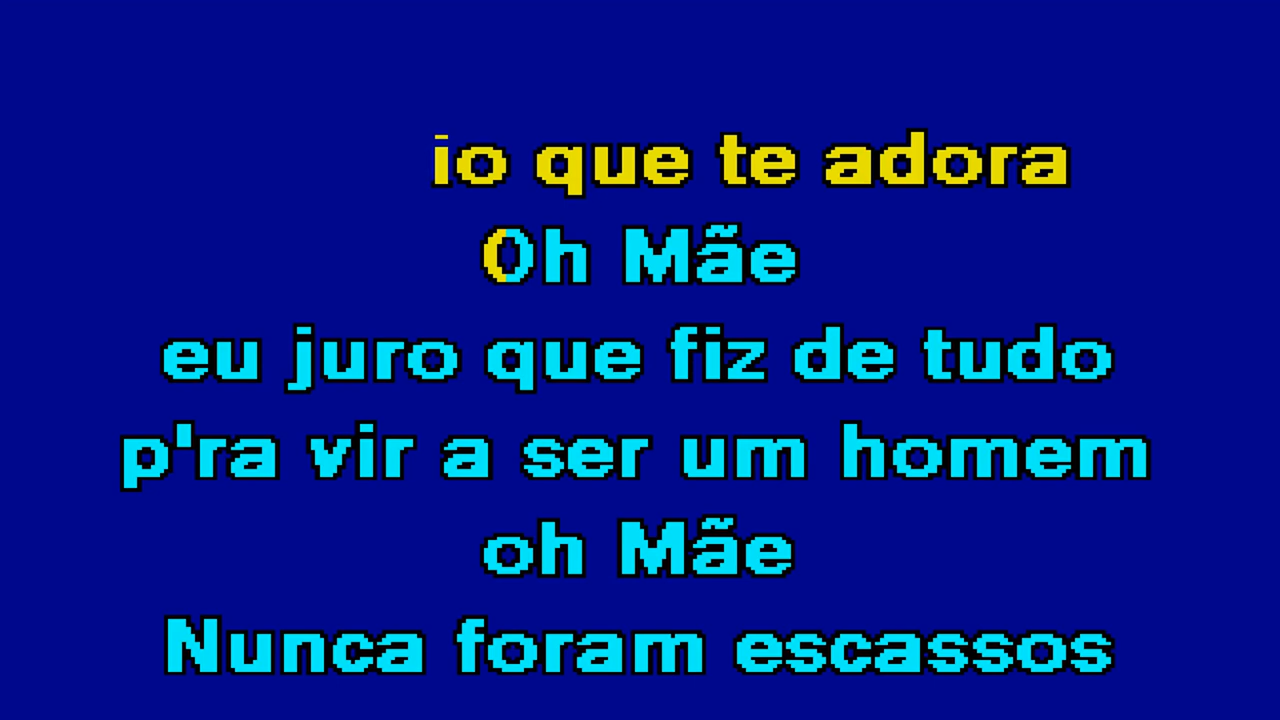 io que te adora
Oh Mãe
eu juro que fiz de tudo
p'ra vir a ser um homem
oh Mãe
Nunca foram escassos